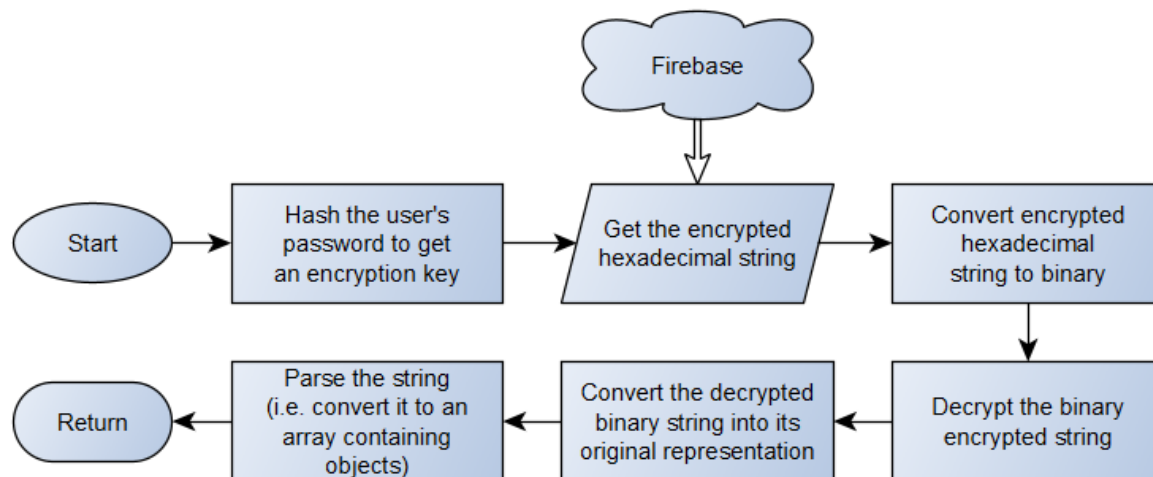 Firebase
Start
Hash the user's
password to get
an encryption key
Get the encrypted
hexadecimal string
Convert encrypted
hexadecimal
string to binary
Decrypt the binary
encrypted string
Convert the decrypted
binary string into its
original representation
Parse the string
(i.e. convert it to an
array containing
objects)
Return